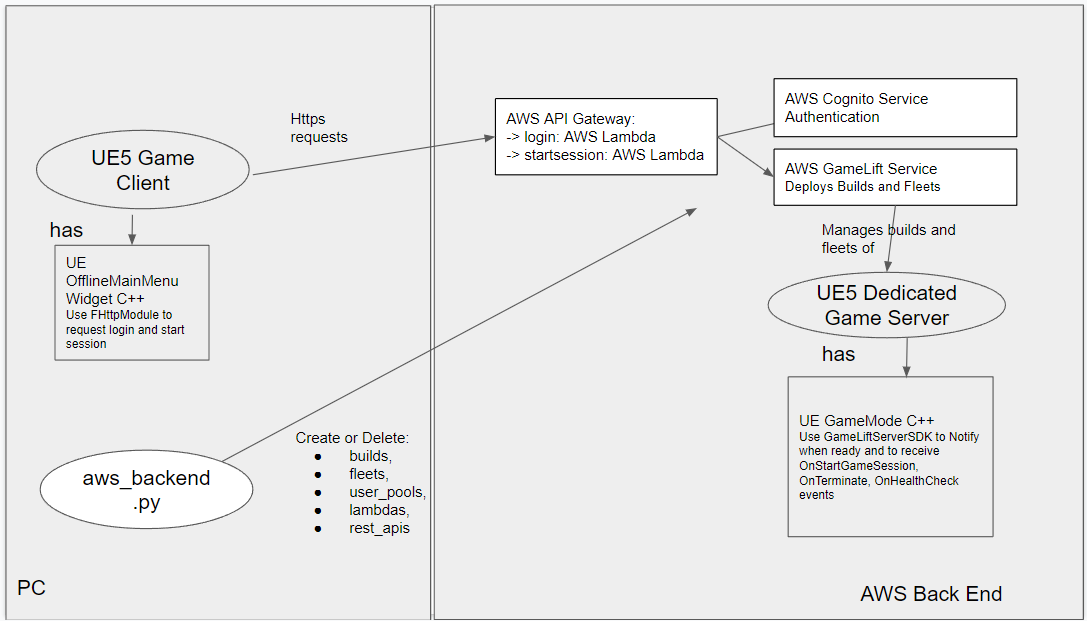 Https
requests
UE5 Game
Client
has
UE
OfflineMainMenu
Widget C++
Use FHttpModule to
request login and start
session
aws_backend
.py
Create or Delete:
● builds,
● fleets,
● user_pools,
● lambdas,
● rest_apis
PC
AWS API Gateway:
-> login: AWS Lambda
-> startsession: AWS Lambda
AWS Cognito Service
Authentication
AWS GameLift Service
Deploys Builds and Fleets
Manages builds and
fleets of
UE5 Dedicated
Game Server
has
UE GameMode C++
Use GameLiftServerSDK to Notify
when ready and to receive
OnStartGameSession,
OnTerminate, OnHealthCheck
events
AWS Back End